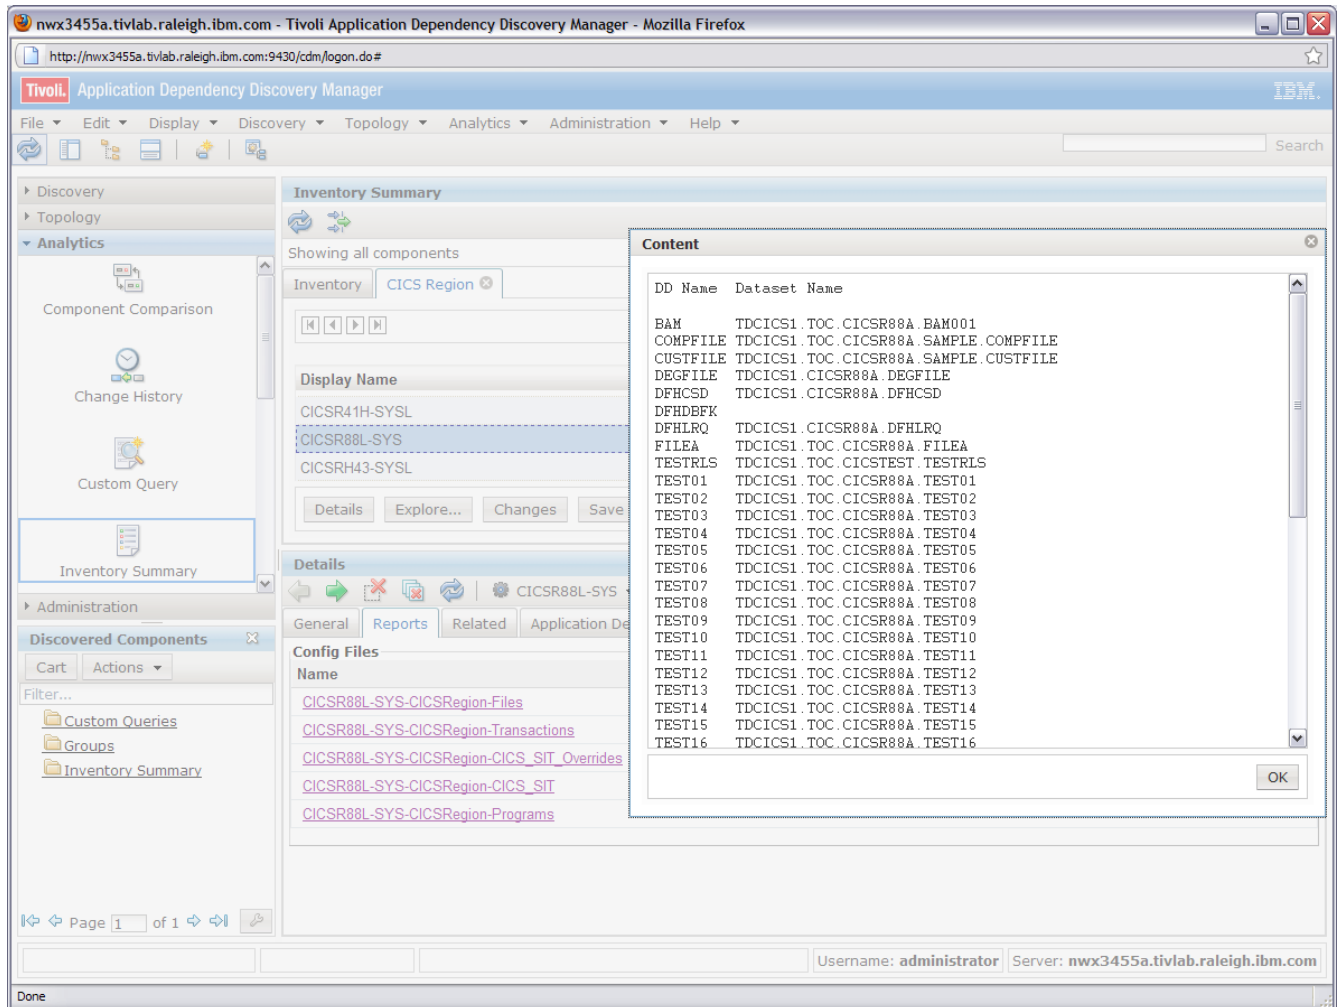 nwx3455a.tivlab.raleigh.ibm.com - Tivoli Application Dependency Discovery Manager - Mozilla Firefox
http://nwx3455a.tivlab.raleigh.ibm.com:9430/cdm/logon.do#
Tivoli. Application Dependency Discovery Manager IBM.
File Edit Display Discovery Topology Analytics Administration Help
Search
Discovery
Topology
Analytics
Component Comparison
Change History
Custom Query
Inventory Summary
Administration
Discovered Components
Cart Actions
Filter...
Custom Queries
Groups
Inventory Summary
Page 1 of 1
Inventory Summary
Showing all components
Inventory CICS Region
Display Name
CICSR41H-SYSL
CICSR88L-SYS
CICSRH43-SYSL
Details Explore... Changes Save
Details
CICSR88L-SYS
General Reports Related Application De
Config Files
Name
CICSR88L-SYS-CICSRegion-Files
CICSR88L-SYS-CICSRegion-Transactions
CICSR88L-SYS-CICSRegion-CICS_SIT_Overrides
CICSR88L-SYS-CICSRegion-CICS_SIT
CICSR88L-SYS-CICSRegion-Programs
Content
DD Name Dataset Name
BAM TDCICS1.TOC.CICSR88A.BAM001
COMPFILE TDCICS1.TOC.CICSR88A.SAMPLE.COMPFILE
CUSTFILE TDCICS1.TOC.CICSR88A.SAMPLE.CUSTFILE
DEGFILE TDCICS1.CICSR88A.DEGFILE
DFHCSD TDCICS1.CICSR88A.DFHCSD
DFHDBFK
DFHLRQ TDCICS1.CICSR88A.DFHLRQ
FILEA TDCICS1.TOC.CICSR88A.FILEA
TESTRLS TDCICS1.TOC.CICSTEST.TESTRLS
TEST01 TDCICS1.TOC.CICSR88A.TEST01
TEST02 TDCICS1.TOC.CICSR88A.TEST02
TEST03 TDCICS1.TOC.CICSR88A.TEST03
TEST04 TDCICS1.TOC.CICSR88A.TEST04
TEST05 TDCICS1.TOC.CICSR88A.TEST05
TEST06 TDCICS1.TOC.CICSR88A.TEST06
TEST07 TDCICS1.TOC.CICSR88A.TEST07
TEST08 TDCICS1.TOC.CICSR88A.TEST08
TEST09 TDCICS1.TOC.CICSR88A.TEST09
TEST10 TDCICS1.TOC.CICSR88A.TEST10
TEST11 TDCICS1.TOC.CICSR88A.TEST11
TEST12 TDCICS1.TOC.CICSR88A.TEST12
TEST13 TDCICS1.TOC.CICSR88A.TEST13
TEST14 TDCICS1.TOC.CICSR88A.TEST14
TEST15 TDCICS1.TOC.CICSR88A.TEST15
TEST16 TDCICS1.TOC.CICSR88A.TEST16
OK
Username: administrator Server: nwx3455a.tivlab.raleigh.ibm.com
Done